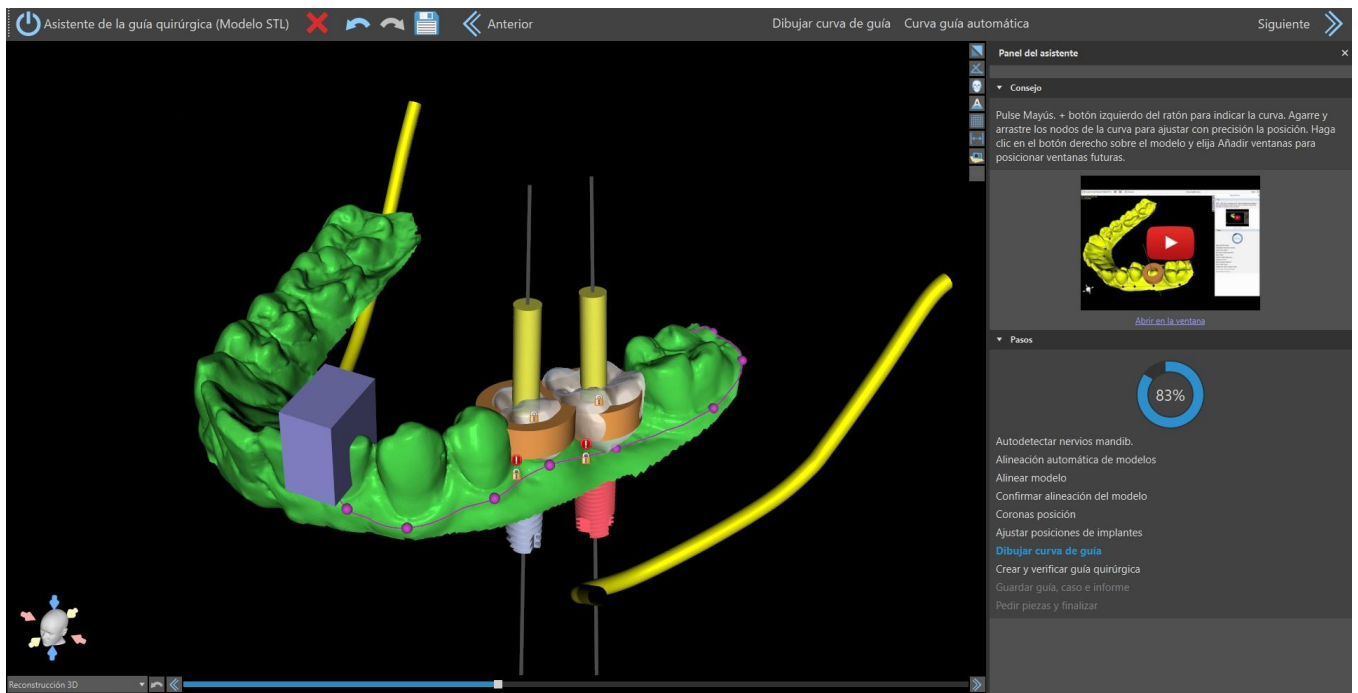 Asistente de la guía quirúrgica (Modelo STL)
Anterior
Dibujar curva de guía
Curva guía automática
Siguiente
Panel del asistente
Consejo
Pulse Mayús. + botón izquierdo del ratón para indicar la curva. Agarre y
arrastre los nodos de la curva para ajustar con precisión la posición. Haga
clic en el botón derecho sobre el modelo y elija Añadir ventanas para
posicionar ventanas futuras.
Abrir en la ventana
Pasos
83%
Autodetectar nervios mandib.
Alineación automática de modelos
Alinear modelo
Confirmar alineación del modelo
Coronas posición
Ajustar posiciones de implantes
Dibujar curva de guía
Crear y verificar guía quirúrgica
Guardar guía, caso e informe
Pedir piezas y finalizar
Reconstrucción 3D